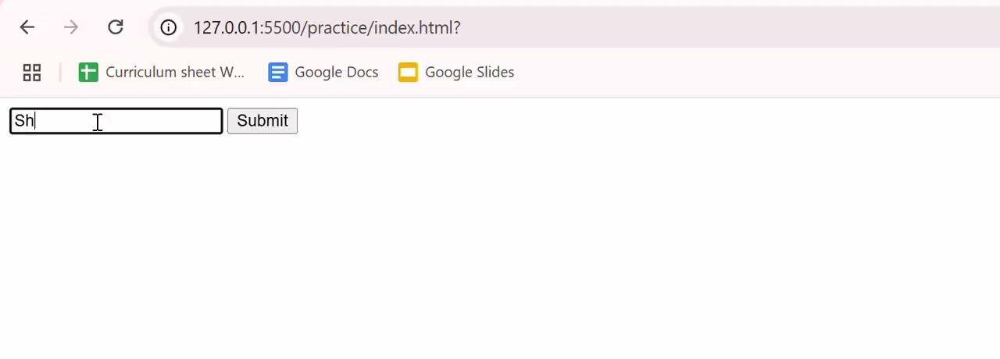 127.0.0.1:5500/practice/index.html?
Curriculum sheet W... Google Docs Google Slides
Sh Submit